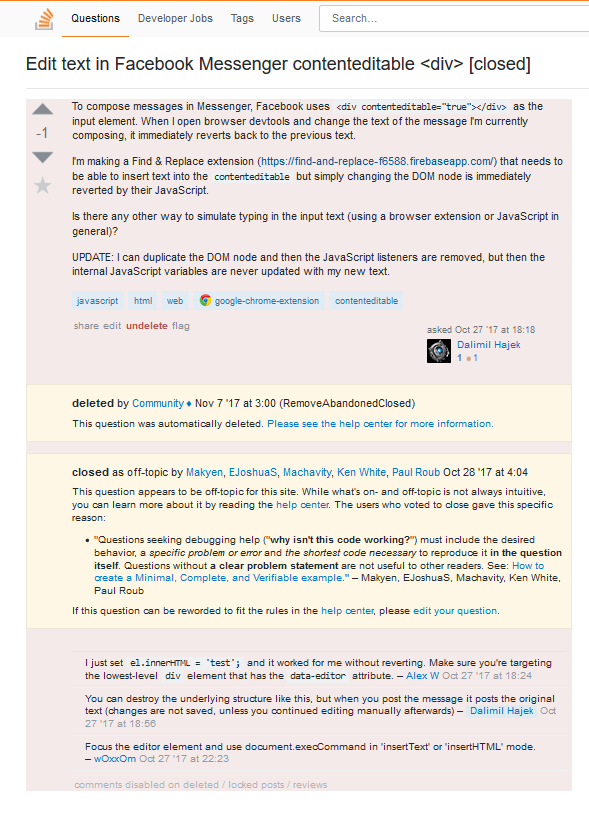 Questions Developer Jobs Tags Users Search...
Edit text in Facebook Messenger contenteditable <div> [closed]
To compose messages in Messenger, Facebook uses <div contenteditable="true"></div> as the
input element. When I open browser devtools and change the text of the message I'm currently
composing, it immediately reverts back to the previous text.
-1
I'm making a Find & Replace extension (https://find-and-replace-f6588.firebaseapp.com/) that needs to
be able to insert text into the contenteditable but simply changing the DOM node is immediately
reverted by their JavaScript.
Is there any other way to simulate typing in the input text (using a browser extension or JavaScript in
general)?
UPDATE: I can duplicate the DOM node and then the JavaScript listeners are removed, but then the
internal JavaScript variables are never updated with my new text.
javascript html web google-chrome-extension contenteditable
share edit undelete flag
asked Oct 27 '17 at 18:18
Dalimil Hajek
1 ●1
deleted by Community ♦ Nov 7 '17 at 3:00 (RemoveAbandonedClosed)
This question was automatically deleted. Please see the help center for more information.
closed as off-topic by Makyen, EJoshuaS, Machavity, Ken White, Paul Roub Oct 28 '17 at 4:04
This question appears to be off-topic for this site. While what's on- and off-topic is not always intuitive,
you can learn more about it by reading the help center. The users who voted to close gave this specific
reason:
• "Questions seeking debugging help ("why isn't this code working?") must include the desired
behavior, a specific problem or error and the shortest code necessary to reproduce it in the question
itself. Questions without a clear problem statement are not useful to other readers. See: How to
create a Minimal, Complete, and Verifiable example." – Makyen, EJoshuaS, Machavity, Ken White,
Paul Roub
If this question can be reworded to fit the rules in the help center, please edit your question.
I just set el.innerHTML = 'test'; and it worked for me without reverting. Make sure you're targeting
the lowest-level div element that has the data-editor attribute. – Alex W Oct 27 '17 at 18:24
You can destroy the underlying structure like this, but when you post the message it posts the original
text (changes are not saved, unless you continued editing manually afterwards) – Dalimil Hajek Oct
27 '17 at 18:56
Focus the editor element and use document.execCommand in 'insertText' or 'insertHTML' mode.
– wOxxOm Oct 27 '17 at 22:23
comments disabled on deleted / locked posts / reviews